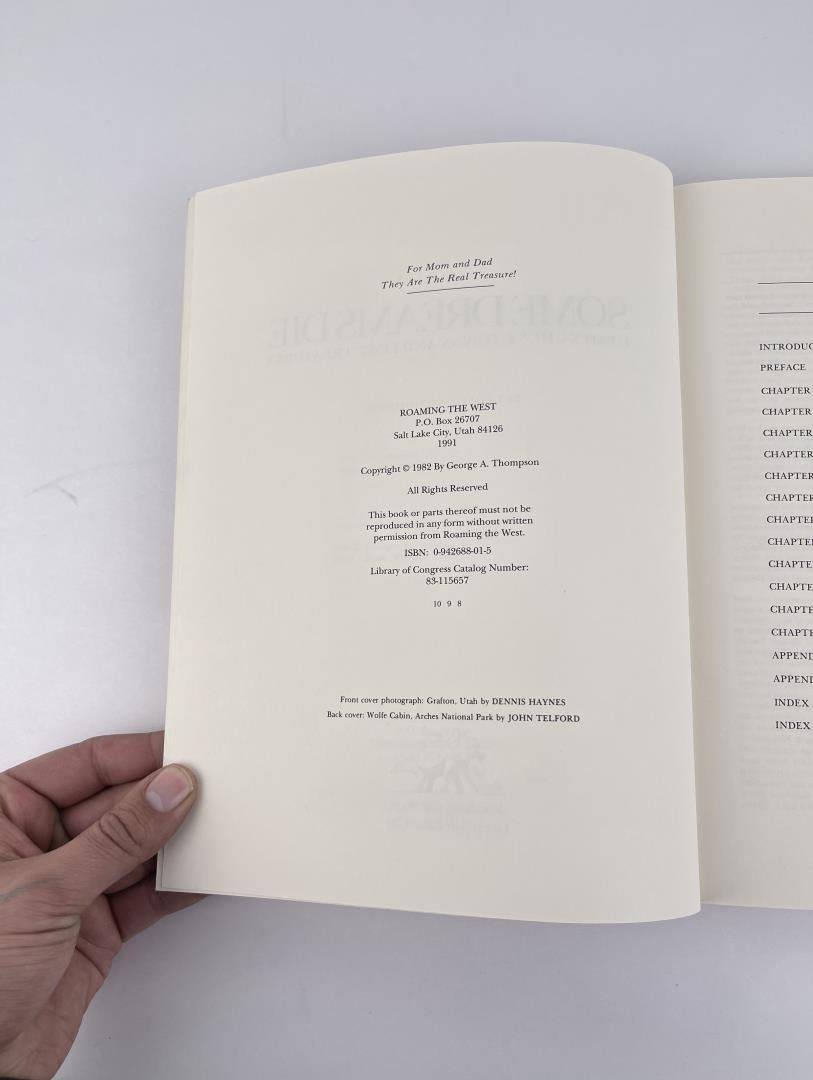 For Mom and Dad
They Are The Real Treasure!
SOME DREAMS DIE
ROAMING THE WEST
P.O. Box 26707
Salt Lake City, Utah 84126
1991
Copyright © 1982 By George A. Thompson
All Rights Reserved
This book or parts thereof must not be
reproduced in any form without written
permission from Roaming the West.
ISBN: 0-942688-01-5
Library of Congress Catalog Number:
83-115657
10 9 8
Front cover photograph: Grafton, Utah by DENNIS HAYNES
Back cover: Wolfe Cabin, Arches National Park by JOHN TELFORD
INTRODUC
PREFACE
CHAPTER
CHAPTER
CHAPTER
CHAPTER
CHAPTER
CHAPTER
CHAPTE
CHAPTE
CHAPTE
CHAPTE
CHAPTE
CHAPTE
APPEND
APPEND
INDEX
INDEX